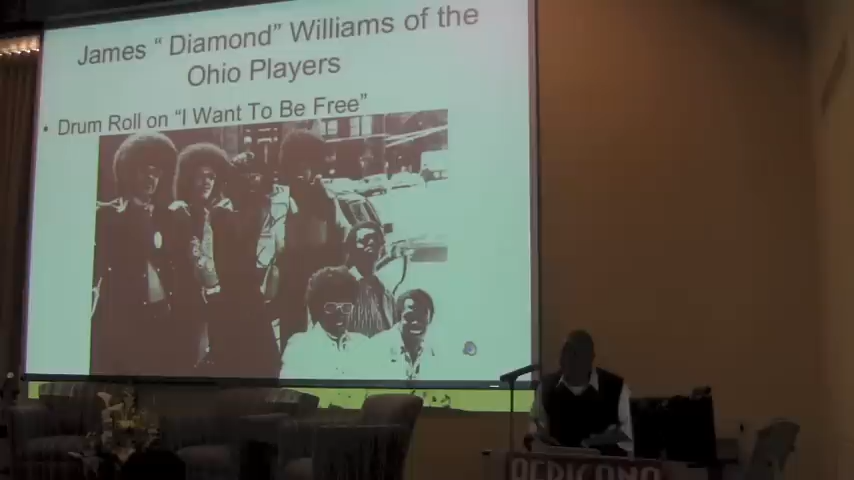 James “ Diamond” Williams of the
Ohio Players
• Drum Roll on “I Want To Be Free”